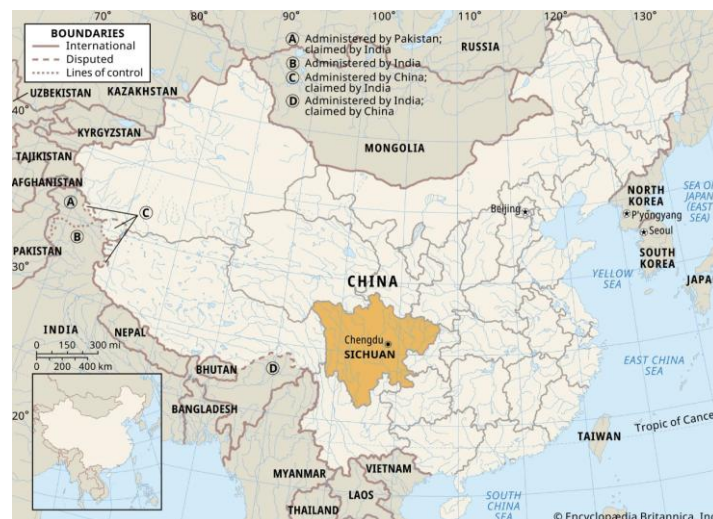 BOUNDARIES
International
Disputed
Lines of control
70°
80°
90°
100°
110°
120°
130°
A Administered by Pakistan;
claimed by India
B Administered by India
C Administered by China;
claimed by India
D Administered by India;
claimed by China
RUSSIA
UZBEKISTAN
KAZAKHSTAN
40°
KYRGYZSTAN
MONGOLIA
TAJIKISTAN
AFGHANISTAN
A
C
B
PAKISTAN
30°
Beijing
NORTH
KOREA
P'yŏngyang
Seoul
SOUTH
KOREA
SEA OF
JAPAN
(EAST
SEA)
YELLOW
SEA
JAPA
CHINA
INDIA
NEPAL
0 150 300 mi
0 200 400 km
Chengdu
SICHUAN
BHUTAN
D
BANGLADESH
EAST CHINA
SEA
20°
Tropic of Cance
TAIWAN
MYANMAR
VIETNAM
LAOS
THAILAND
SOUTH
CHINA
SEA
© Encyclopædia Britannica, Inc